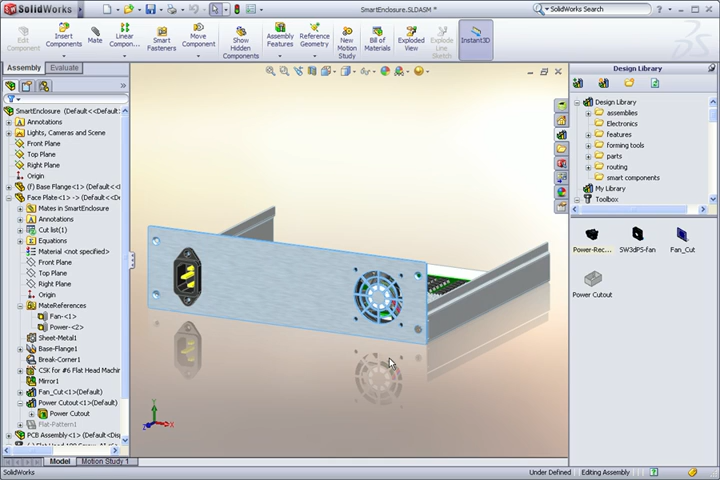 SolidWorks
SmartEnclosure.SLDASM *
SolidWorks Search
Edit Component
Insert Components
Mate
Linear Compon...
Smart Fasteners
Move Component
Show Hidden Components
Assembly Features
Reference Geometry
New Motion Study
Bill of Materials
Exploded View
Explode Line Sketch
Instant3D
Assembly
Evaluate
SmartEnclosure (Default<<Default
Annotations
Lights, Cameras and Scene
Front Plane
Top Plane
Right Plane
Origin
(f) Base Flange<1> (Default<<
Face Plate<1> -> (Default<<De
Mates in SmartEnclosure
Annotations
Cut list(1)
Equations
Material <not specified>
Front Plane
Top Plane
Right Plane
Origin
MateReferences
Fan-<1>
Power-<2>
Sheet-Metal1
Base-Flange1
Break-Corner1
CSK for #6 Flat Head Machin
Mirror1
Fan_Cut<1>(Default)
Power Cutout<1>(Default)
Power Cutout
Flat-Pattern1
PCB Assembly<1> (Default<Dis
Design Library
Design Library
assemblies
Electronics
features
forming tools
parts
routing
smart components
My Library
Toolbox
Power-Rec...
SW3dPS-fan
Fan_Cut
Power Cutout
Y
X
Z
Model
Motion Study 1
SolidWorks
Under Defined
Editing Assembly